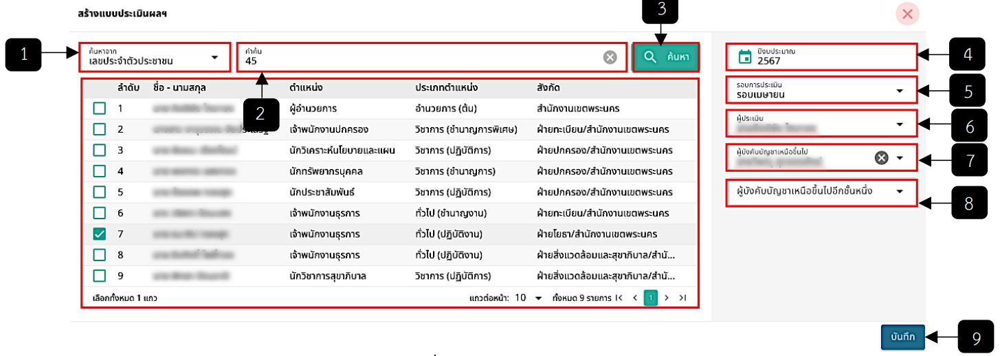 สร้างแบบประเมินผลฯ
3
1
ค้นหาจาก
เลขประจำตัวประชาชน
คำค้น
45
ค้นหา
ปีงบประมาณ
2567
4
ลำดับ ชื่อ - นามสกุล ตำแหน่ง ประเภทตำแหน่ง สังกัด
รอบการประเมิน
รอบเมษายน
5
1 ผู้อำนวยการ อำนวยการ (ต้น) สำนักงานเขตพระนคร
2
2 เจ้าพนักงานปกครอง วิชาการ (ชำนาญการพิเศษ) ฝ่ายทะเบียน/สำนักงานเขตพระนคร
ผู้ประเมิน
6
3 นักวิเคราะห์นโยบายและแผน วิชาการ (ปฏิบัติการ) ฝ่ายปกครอง/สำนักงานเขตพระนคร
ผู้บังคับบัญชาเหนือขึ้นไป
7
4 นักทรัพยากรบุคคล วิชาการ (ชำนาญการ) ฝ่ายปกครอง/สำนักงานเขตพระนคร
5 นักประชาสัมพันธ์ วิชาการ (ปฏิบัติการ) ฝ่ายปกครอง/สำนักงานเขตพระนคร
ผู้บังคับบัญชาเหนือขึ้นไปอีกชั้นหนึ่ง
8
6 เจ้าพนักงานธุรการ ทั่วไป (ชำนาญงาน) ฝ่ายทะเบียน/สำนักงานเขตพระนคร
7 เจ้าพนักงานธุรการ ทั่วไป (ปฏิบัติงาน) ฝ่ายโยธา/สำนักงานเขตพระนคร
8 เจ้าพนักงานธุรการ ทั่วไป (ปฏิบัติงาน) ฝ่ายสิ่งแวดล้อมและสุขาภิบาล/สำนั...
9 นักวิชาการสุขาภิบาล วิชาการ (ปฏิบัติการ) ฝ่ายสิ่งแวดล้อมและสุขาภิบาล/สำนั...
เลือกทั้งหมด 1 แถว แถวต่อหน้า: 10 ทั้งหมด 9 รายการ 1
บันทึก
9